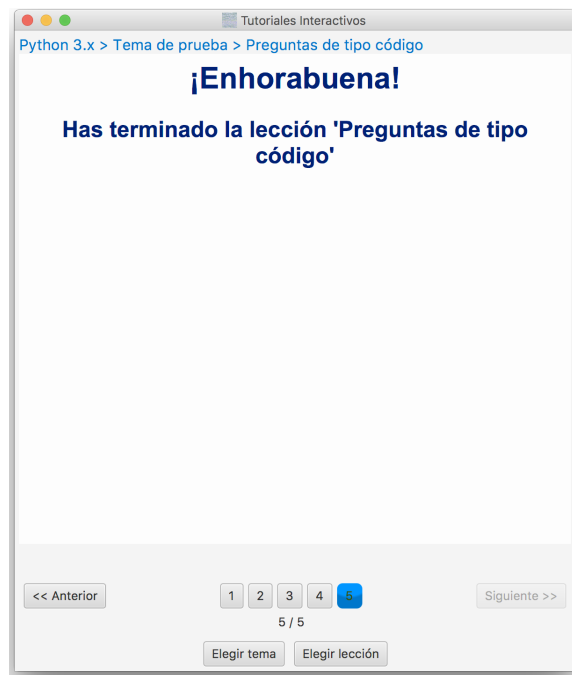 Tutoriales Interactivos
Python 3.x > Tema de prueba > Preguntas de tipo código
¡Enhorabuena!
Has terminado la lección 'Preguntas de tipo
código'
<< Anterior 1 2 3 4 5 Siguiente >>
5 / 5
Elegir tema Elegir lección